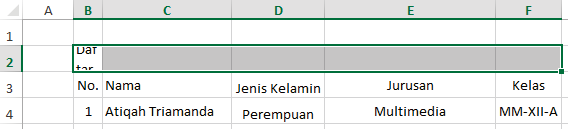 A B C D E F
1
2 Daf
tar
3 No. Nama Jenis Kelamin Jurusan Kelas
4 1 Atiqah Triamanda Perempuan Multimedia MM-XII-A